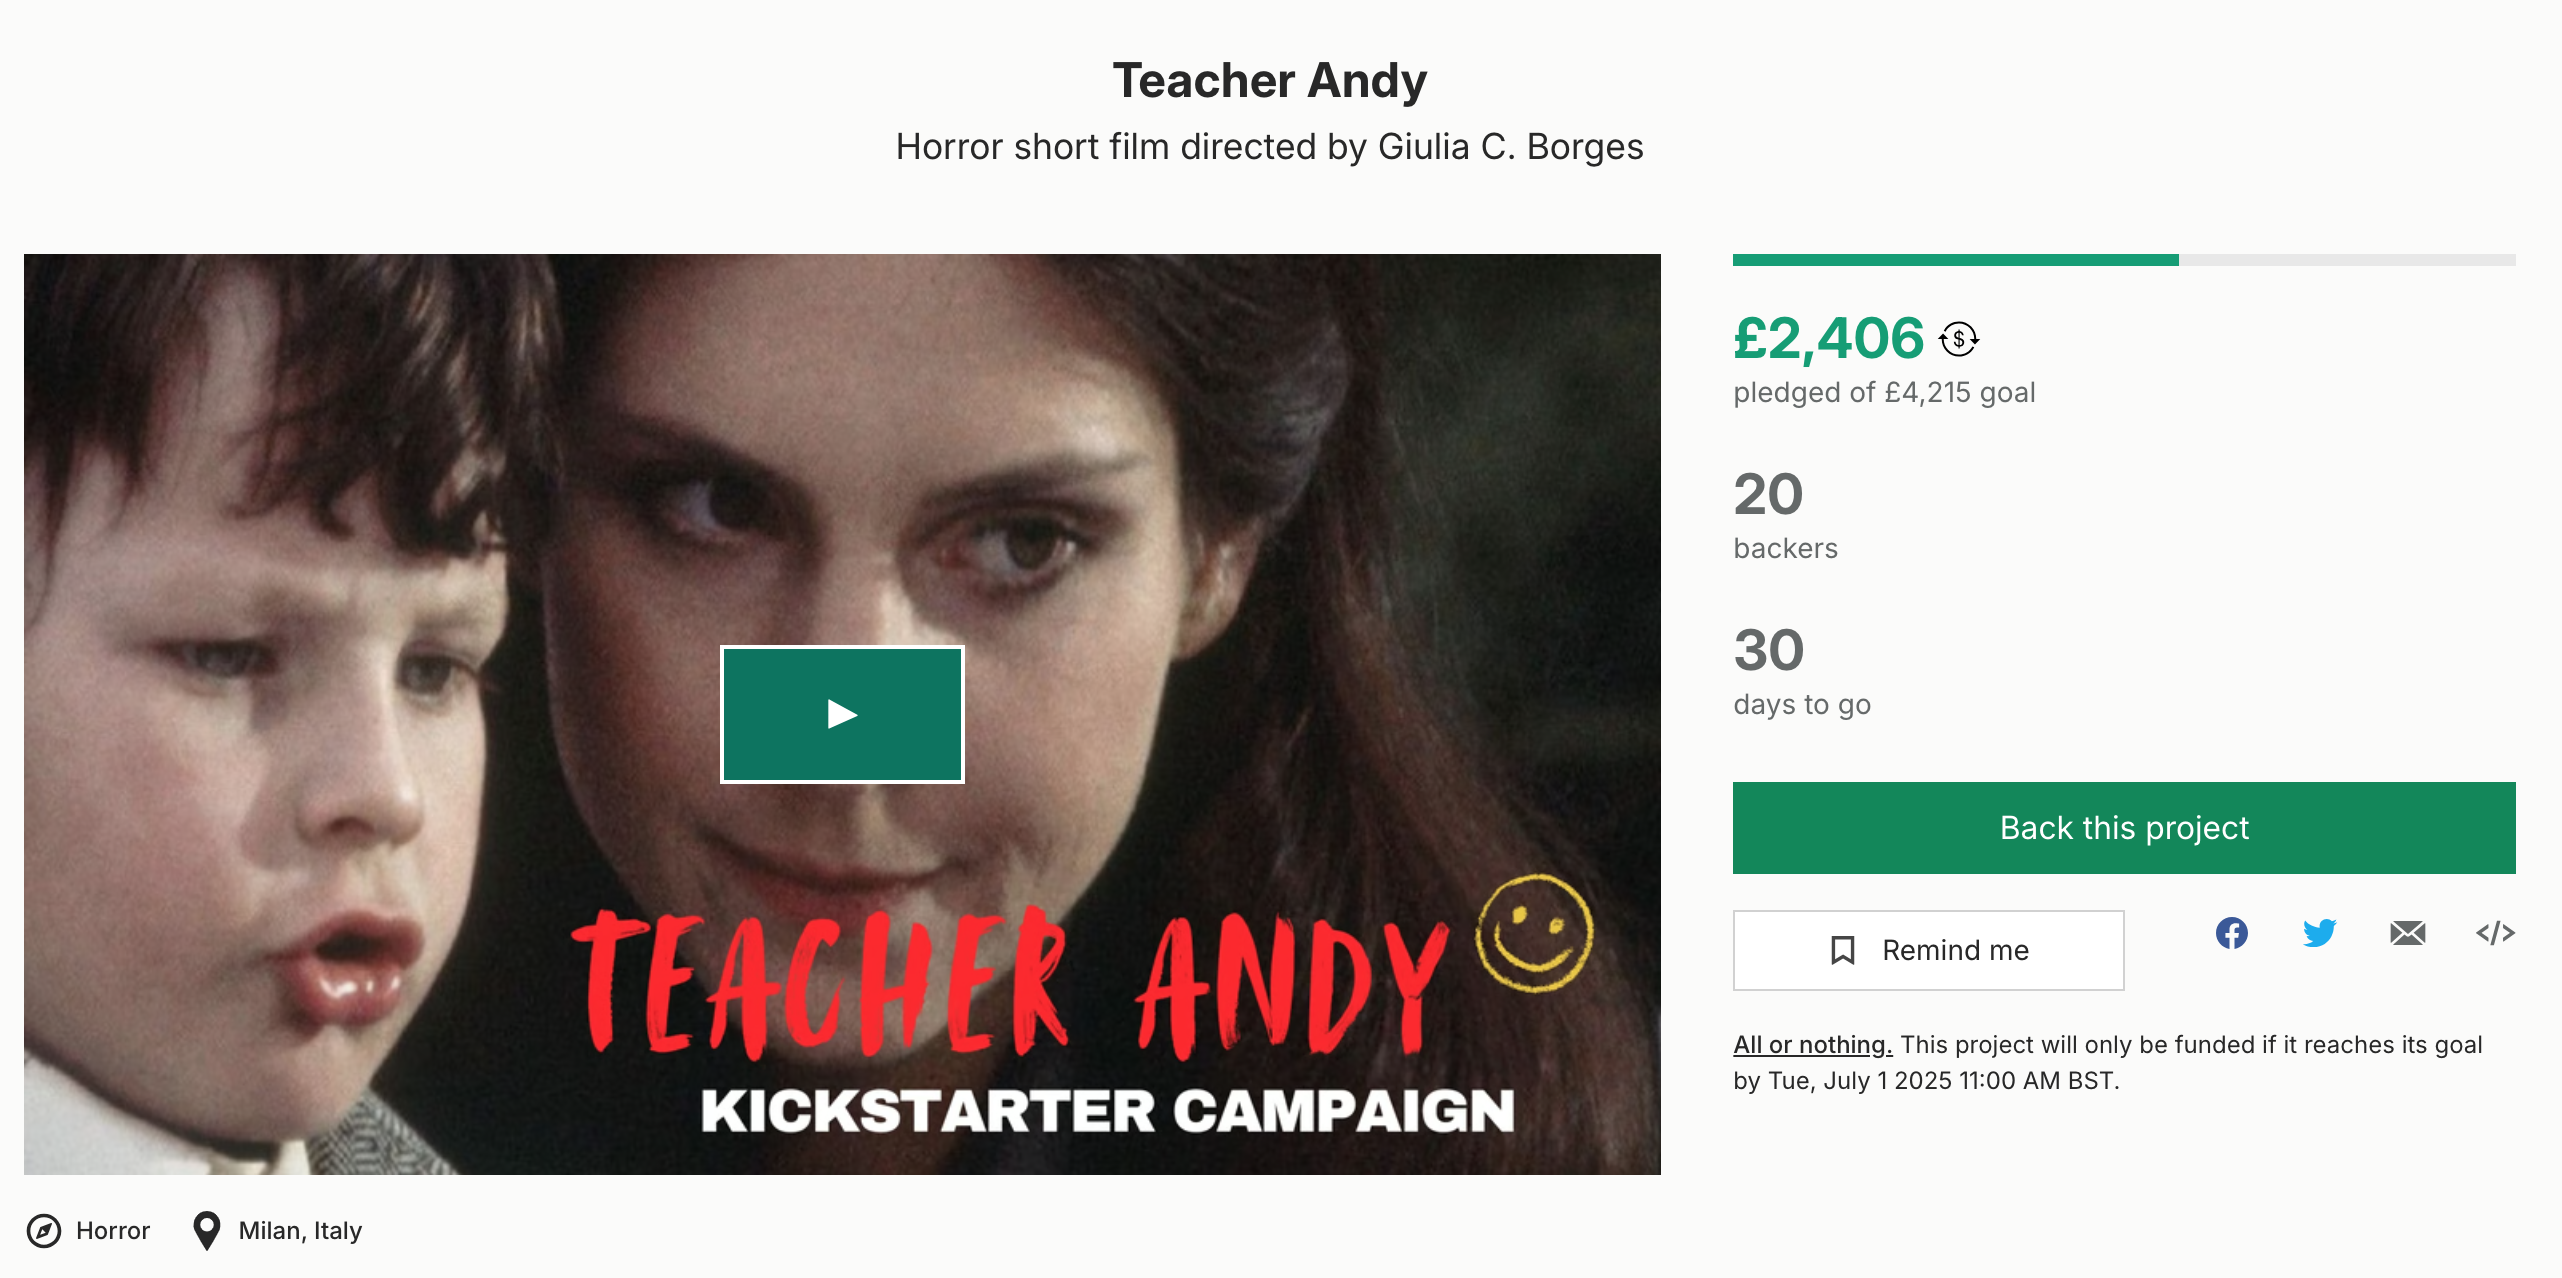 Teacher Andy
Horror short film directed by Giulia C. Borges
TEACHER ANDY
KICKSTARTER CAMPAIGN
Horror
Milan, Italy
£2,406
$
pledged of £4,215 goal
20
backers
30
days to go
Back this project
Remind me
</>
All or nothing. This project will only be funded if it reaches its goal
by Tue, July 1 2025 11:00 AM BST.